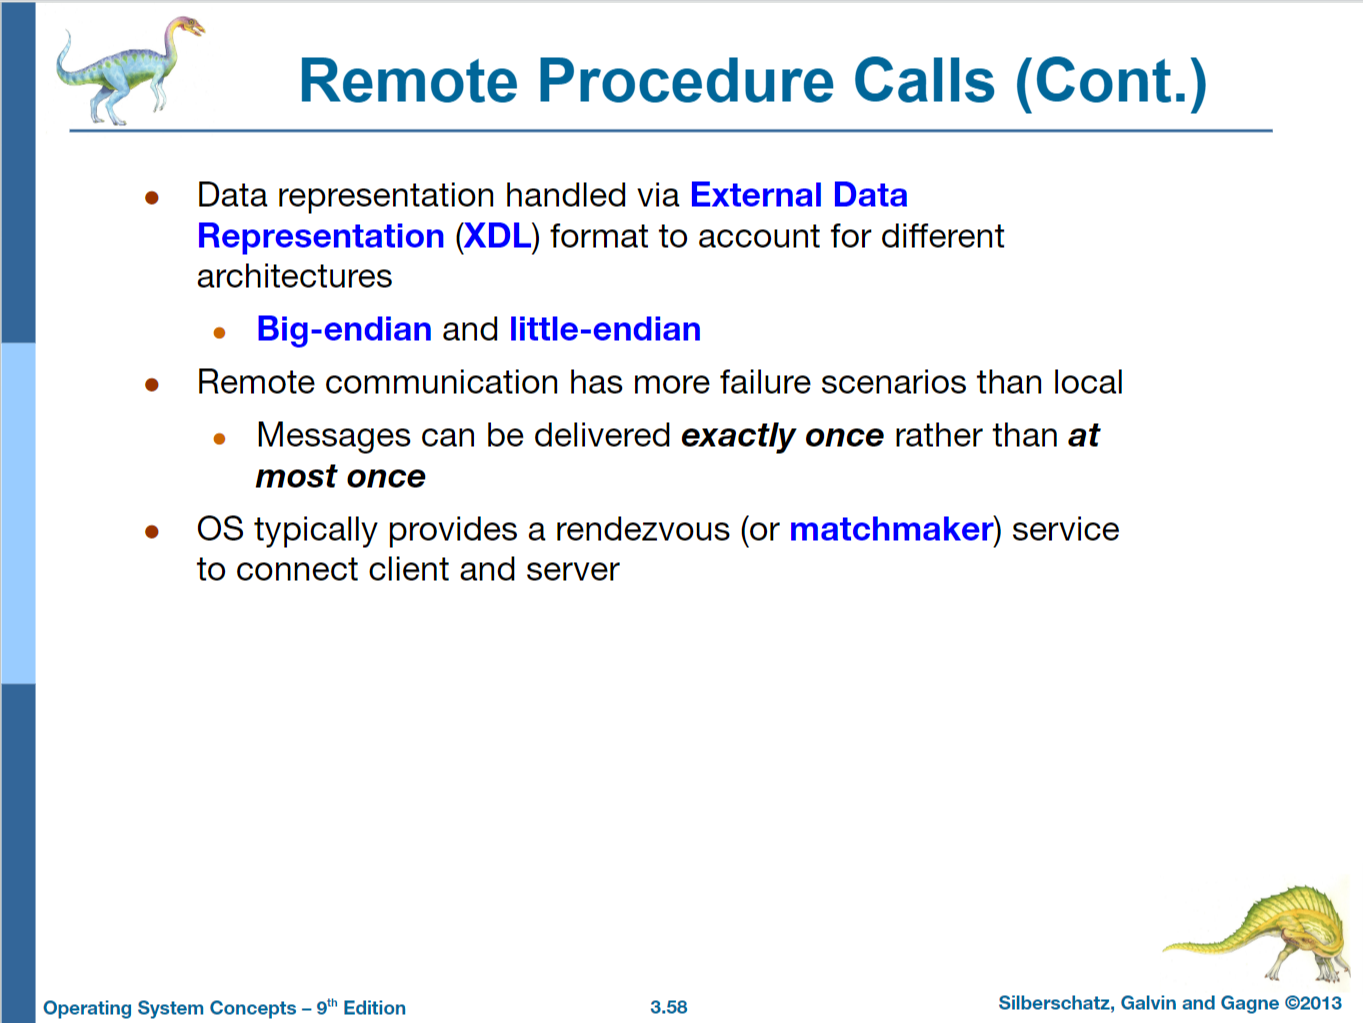 Remote Procedure Calls (Cont.)
● Data representation handled via External Data
Representation (XDL) format to account for different
architectures
● Big-endian and little-endian
● Remote communication has more failure scenarios than local
● Messages can be delivered exactly once rather than at
most once
● OS typically provides a rendezvous (or matchmaker) service
to connect client and server
Operating System Concepts – 9th Edition
3.58
Silberschatz, Galvin and Gagne ©2013